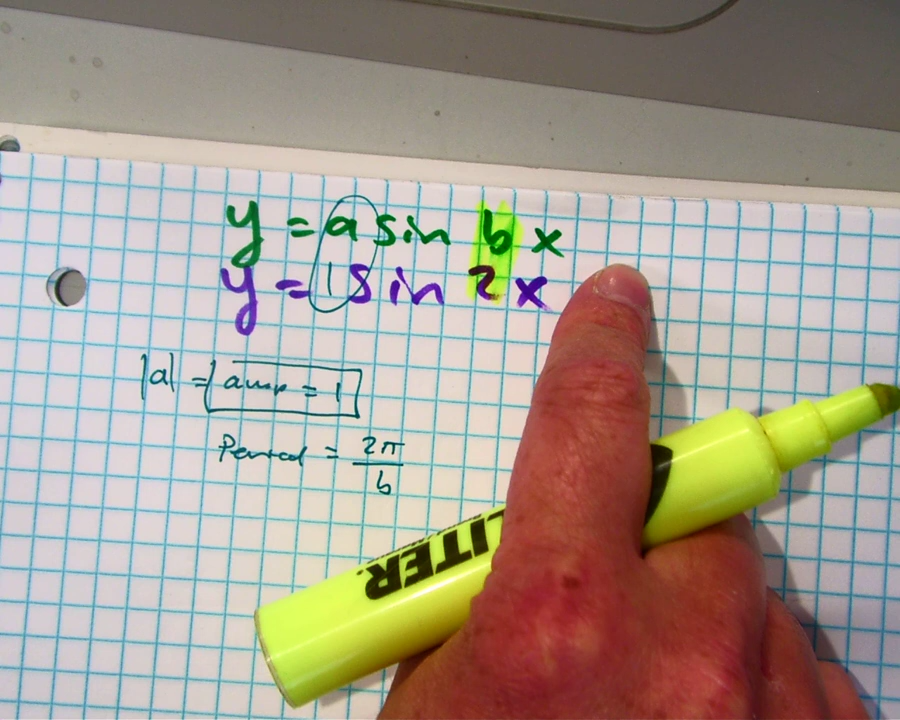 y = a sin b x
y = 1 sin 2 x
|a| = amp = 1
Period = 2π
b
LITER